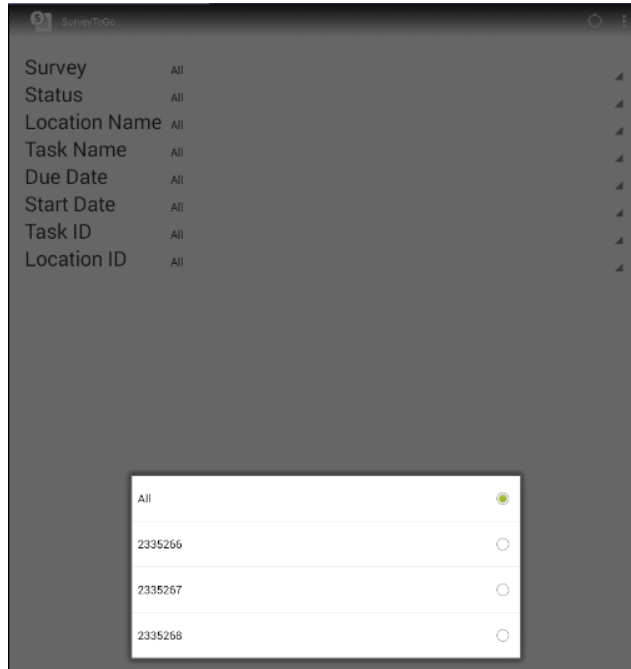 SurveyToGo
Survey All
Status All
Location Name All
Task Name All
Due Date All
Start Date All
Task ID All
Location ID All
All
2335266
2335267
2335268